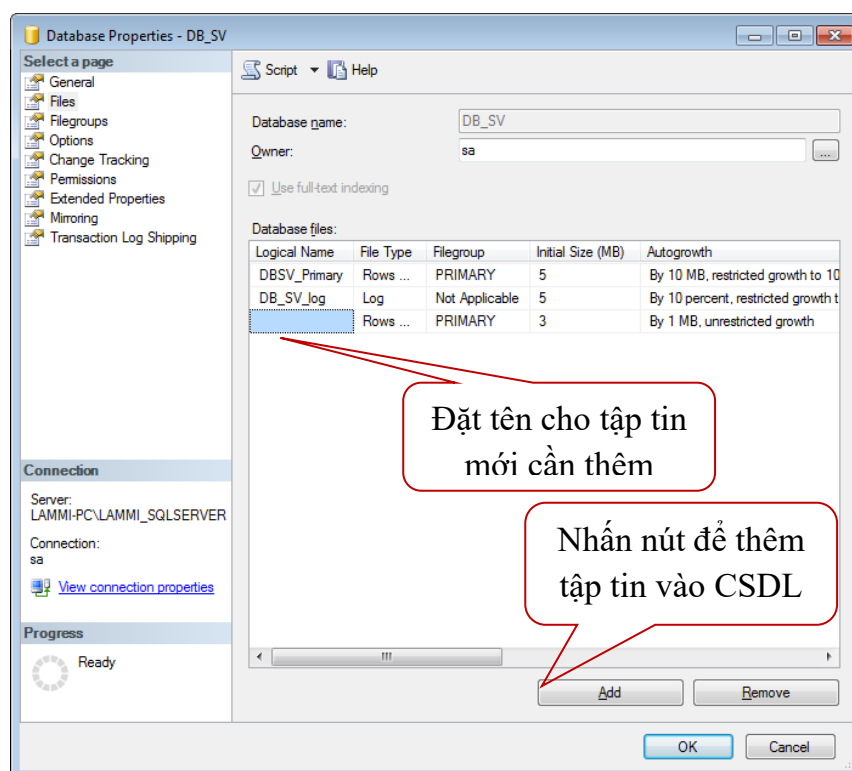 Database Properties - DB_SV
Select a page
General
Files
Filegroups
Options
Change Tracking
Permissions
Extended Properties
Mirroring
Transaction Log Shipping
Script Help
Database name: DB_SV
Owner: sa ...
Use full-text indexing
Database files:
Logical Name File Type Filegroup Initial Size (MB) Autogrowth
DBSV_Primary Rows ... PRIMARY 5 By 10 MB, restricted growth to 10
DB_SV_log Log Not Applicable 5 By 10 percent, restricted growth t
Rows ... PRIMARY 3 By 1 MB, unrestricted growth
Đặt tên cho tập tin
mới cần thêm
Nhấn nút để thêm
tập tin vào CSDL
Connection
Server:
LAMMI-PC\LAMMI_SQLSERVER
Connection:
sa
View connection properties
Progress
Ready
Add Remove
OK Cancel